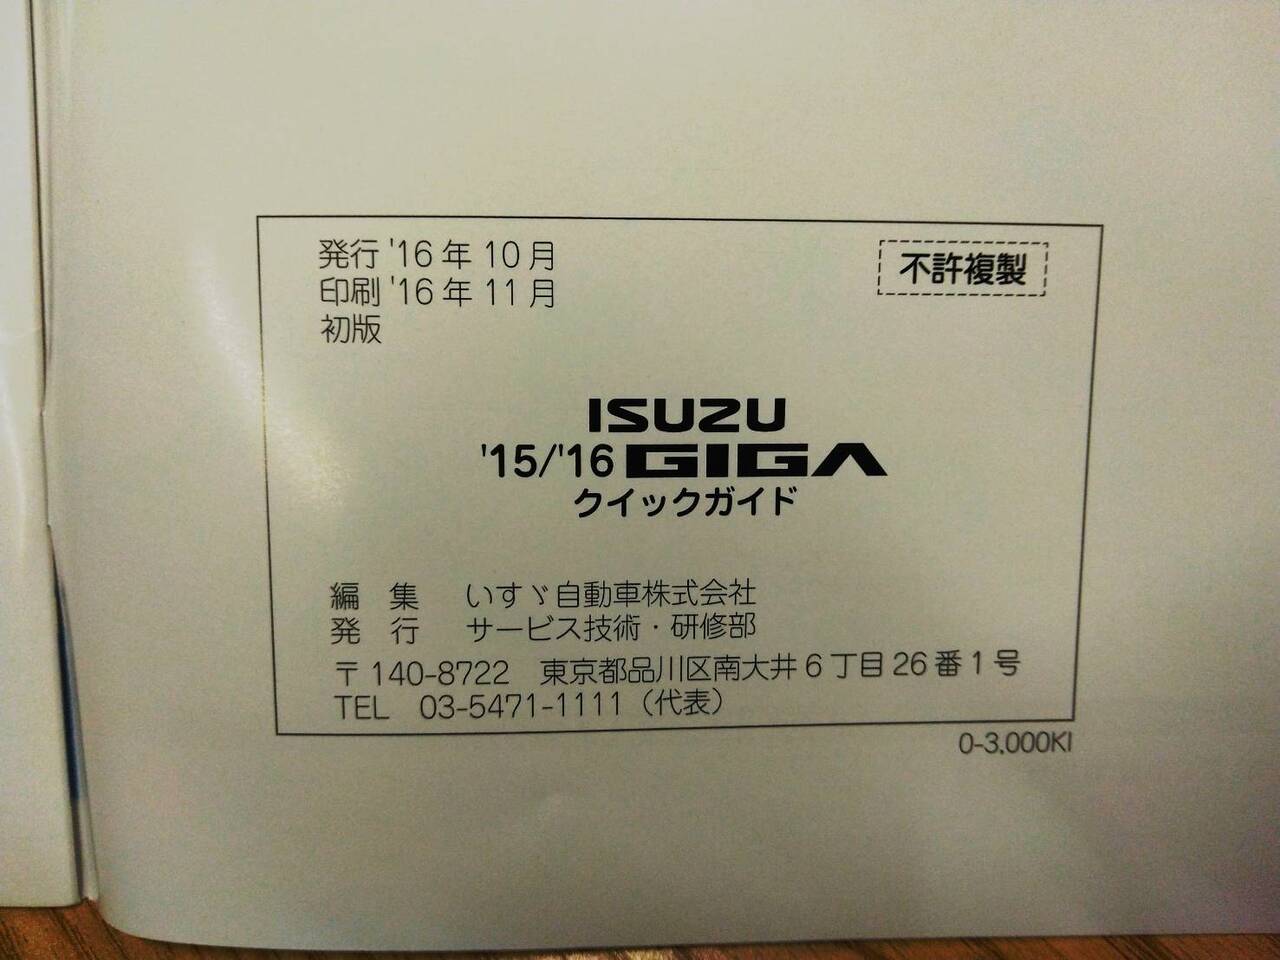 発行 '16 年 10 月
不許複製
印刷 '16 年 11 月
初版
ISUZU
'15/'16 GIGA
クイックガイド
編 集 いすゞ自動車株式会社
発 行 サービス技術・研修部
〒140-8722 東京都品川区南大井 6 丁目 26 番 1 号
TEL 03-5471-1111（代表）
0-3,000KI